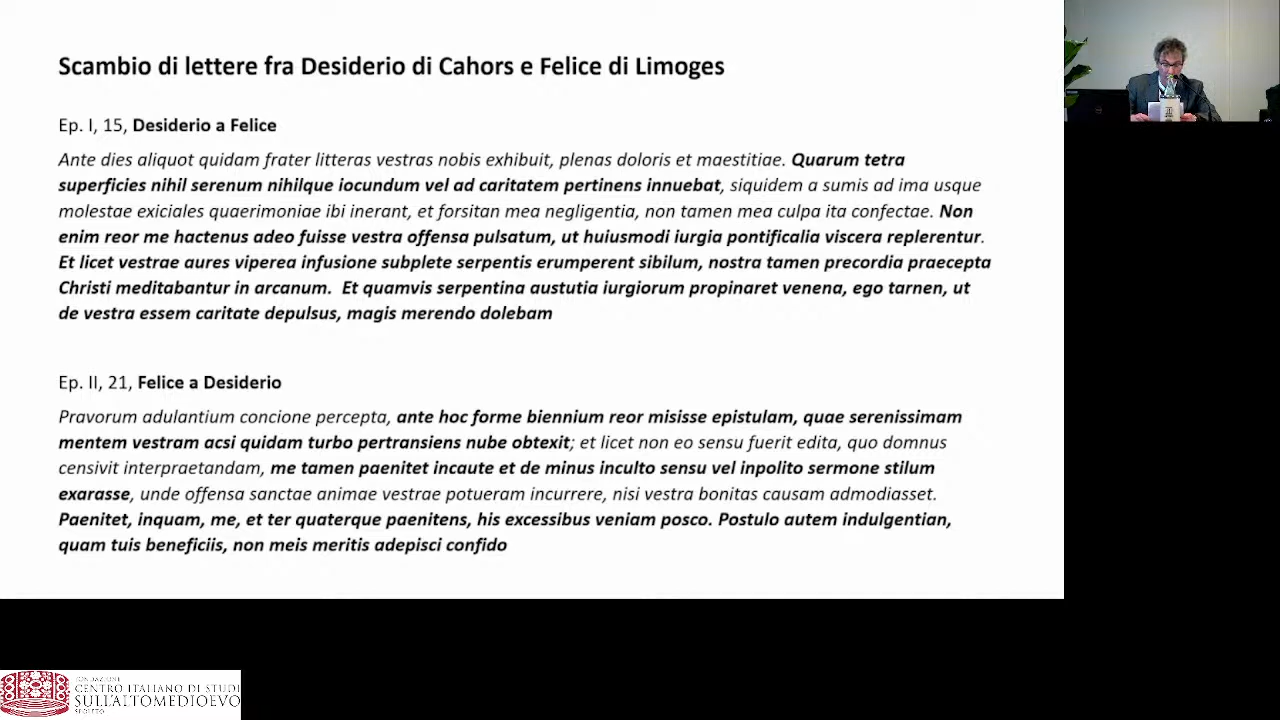 Scambio di lettere fra Desiderio di Cahors e Felice di Limoges
Ep. I, 15, Desiderio a Felice
Ante dies aliquot quidam frater litteras vestras nobis exhibuit, plenas doloris et maestitiae. Quarum tetra
superficies nihil serenum nihilque iocundum vel ad caritatem pertinens innuebat, siquidem a sumis ad ima usque
molestae exiciales quaerimoniae ibi inerant, et forsitan mea negligentia, non tamen mea culpa ita confectae. Non
enim reor me hactenus adeo fuisse vestra offensa pulsatum, ut huiusmodi iurgia pontificalia viscera replerentur.
Et licet vestrae aures viperea infusione subplete serpentis erumperent sibilum, nostra tamen precordia praecepta
Christi meditabantur in arcanum. Et quamvis serpentina austutia iurgiorum propinaret venena, ego tarnen, ut
de vestra essem caritate depulsus, magis merendo dolebam
Ep. II, 21, Felice a Desiderio
Pravorum adulantium concione percepta, ante hoc forme biennium reor misisse epistulam, quae serenissimam
mentem vestram acsi quidam turbo pertransiens nube obtexit; et licet non eo sensu fuerit edita, quo domnus
censivit interpraetandam, me tamen paenitet incaute et de minus inculto sensu vel inpolito sermone stilum
exarasse, unde offensa sanctae animae vestrae potueram incurrere, nisi vestra bonitas causam admodiasset.
Paenitet, inquam, me, et ter quaterque paenitens, his excessibus veniam posco. Postulo autem indulgentian,
quam tuis beneficiis, non meis meritis adepisci confido
FONDAZIONE
CENTRO ITALIANO DI STUDI
SULL'ALTOMEDIOEVO
SPOLETO